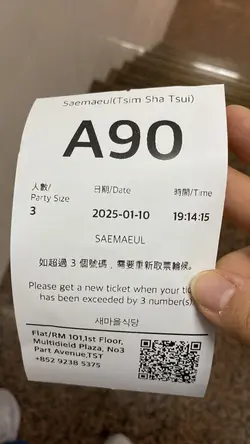 Saemaeul(Tsim Sha Tsui)
A90
人數/ 日期/Date 時間/Time
Party Size
3 2025-01-10 19:14:15
SAEMAEUL
如超過 3 個號碼，需要重新取票輪候。
Please get a new ticket when your tic
has been exceeded by 3 number(s)
새마을식당
Flat/RM 101,1st Floor,
Multidieid Plaza, No3
Part Avenue,TST
+852 9238 5375